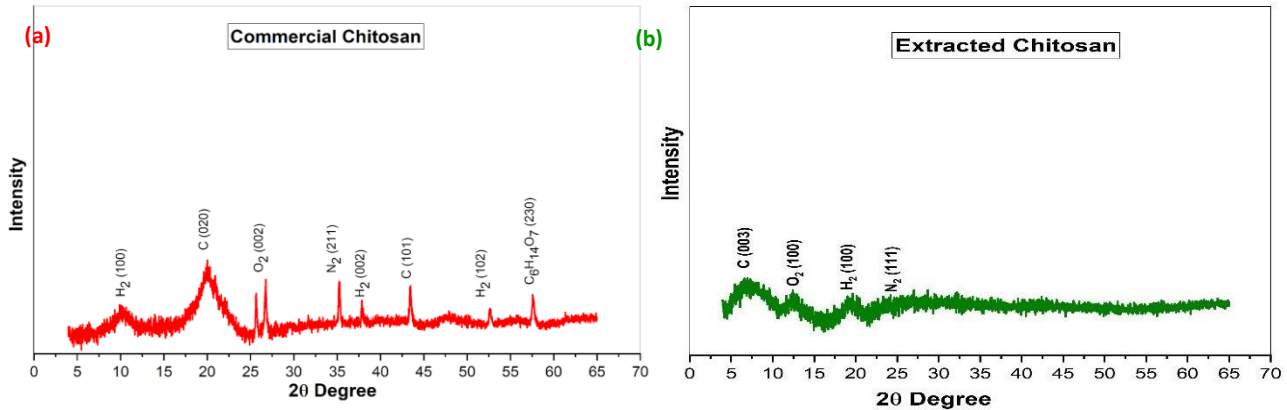 (a)
Commercial Chitosan
Intensity
H₂ (100)
C (020)
O₂ (002)
N₂ (211)
H₂ (002)
C (101)
H₂ (102)
C₆H₁₄O₇ (230)
0 5 10 15 20 25 30 35 40 45 50 55 60 65 70
2θ Degree
(b)
Extracted Chitosan
Intensity
C (003)
O₂ (100)
H₂ (100)
N₂ (111)
0 5 10 15 20 25 30 35 40 45 50 55 60 65 70
2θ Degree